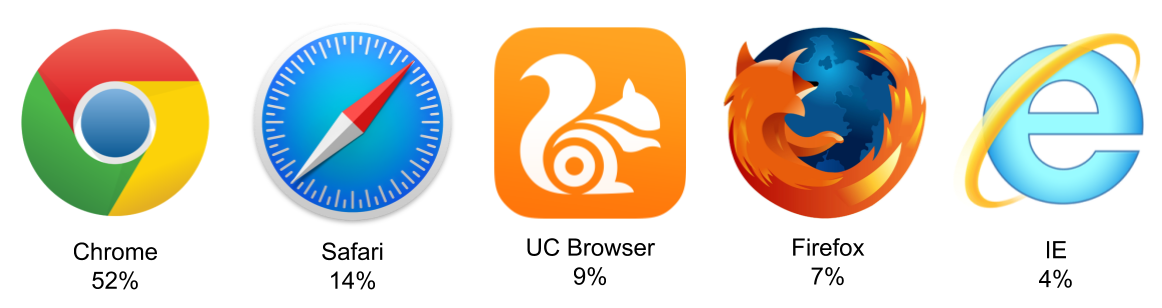 Chrome
52%
Safari
14%
UC Browser
9%
Firefox
7%
IE
4%